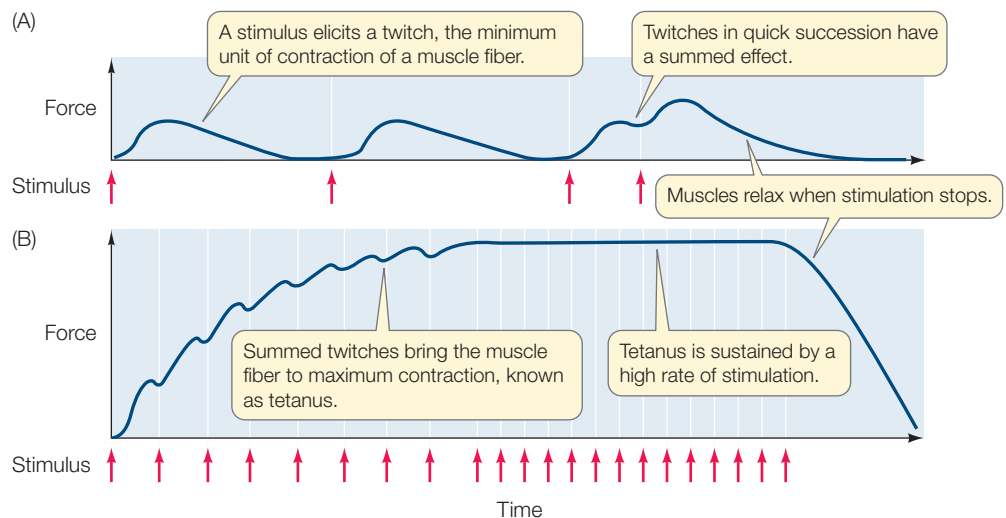 (A)
A stimulus elicits a twitch, the minimum
unit of contraction of a muscle fiber.
Twitches in quick succession have
a summed effect.
Force
Stimulus
Muscles relax when stimulation stops.
(B)
Force
Summed twitches bring the muscle
fiber to maximum contraction, known
as tetanus.
Tetanus is sustained by a
high rate of stimulation.
Stimulus
Time